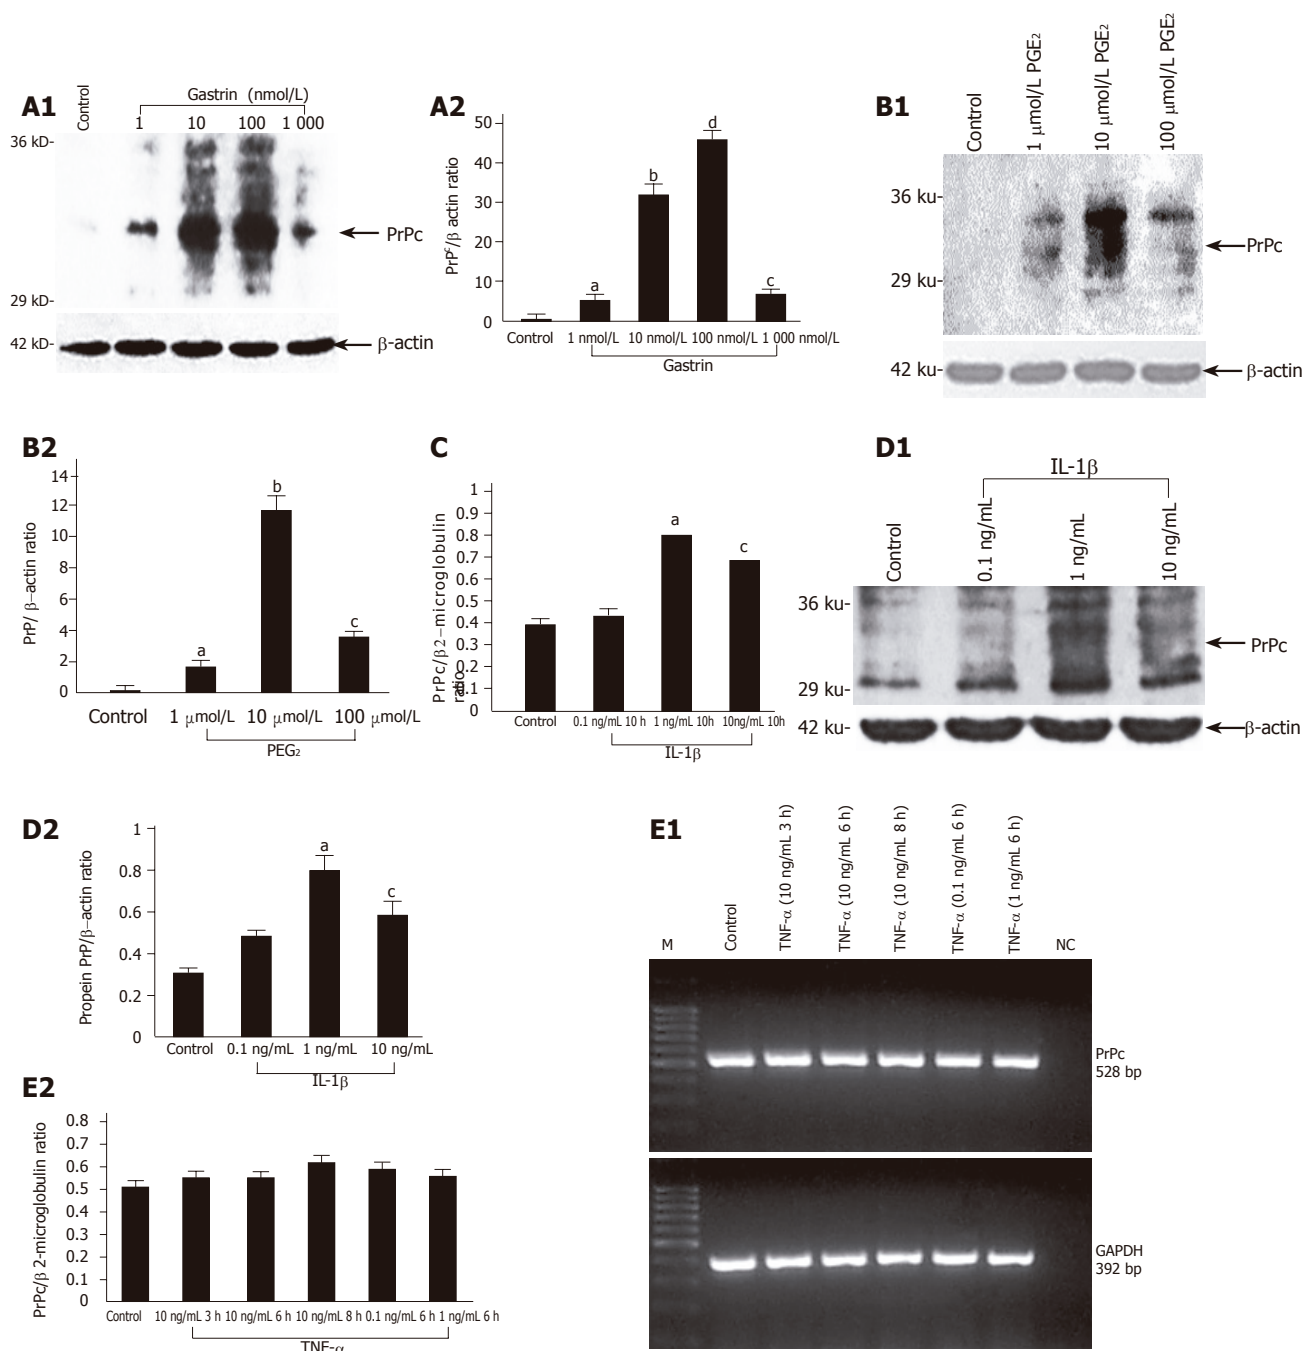 A1
Control
Gastrin (nmol/L)
1 10 100 1 000
36 kD-
PrPc
29 kD-
42 kD-
β-actin
A2
PrPᶜ/β actin ratio
50
40
30
20
10
0
a
b
d
c
Control 1 nmol/L 10 nmol/L 100 nmol/L 1 000 nmol/L
Gastrin
B1
Control
1 μmol/L PGE₂
10 μmol/L PGE₂
100 μmol/L PGE₂
36 ku-
PrPc
29 ku-
42 ku-
β-actin
B2
PrP/ β−actin ratio
14
12
10
8
6
4
2
0
a
b
c
Control 1 μmol/L 10 μmol/L 100 μmol/L
PEG₂
C
PrPc/β2−microglobulin
ratio
1
0.9
0.8
0.7
0.6
0.5
0.4
0.3
0.2
0.1
0
a
c
Control 0.1 ng/mL 10 h 1 ng/mL 10h 10ng/mL 10h
IL-1β
D1
IL-1β
Control
0.1 ng/mL
1 ng/mL
10 ng/mL
36 ku-
PrPc
29 ku-
42 ku-
β-actin
D2
Propein PrP/β−actin ratio
1
0.8
0.6
0.4
0.2
0
a
c
Control 0.1 ng/mL 1 ng/mL 10 ng/mL
IL-1β
E1
M
Control
TNF-α (10 ng/mL 3 h)
TNF-α (10 ng/mL 6 h)
TNF-α (10 ng/mL 8 h)
TNF-α (0.1 ng/mL 6 h)
TNF-α (1 ng/mL 6 h)
NC
PrPc
528 bp
GAPDH
392 bp
E2
PrPc/β 2-microglobulin ratio
0.8
0.7
0.6
0.5
0.4
0.3
0.2
0.1
0
Control 10 ng/mL 3 h 10 ng/mL 6 h 10 ng/mL 8 h 0.1 ng/mL 6 h 1 ng/mL 6 h
TNF-α